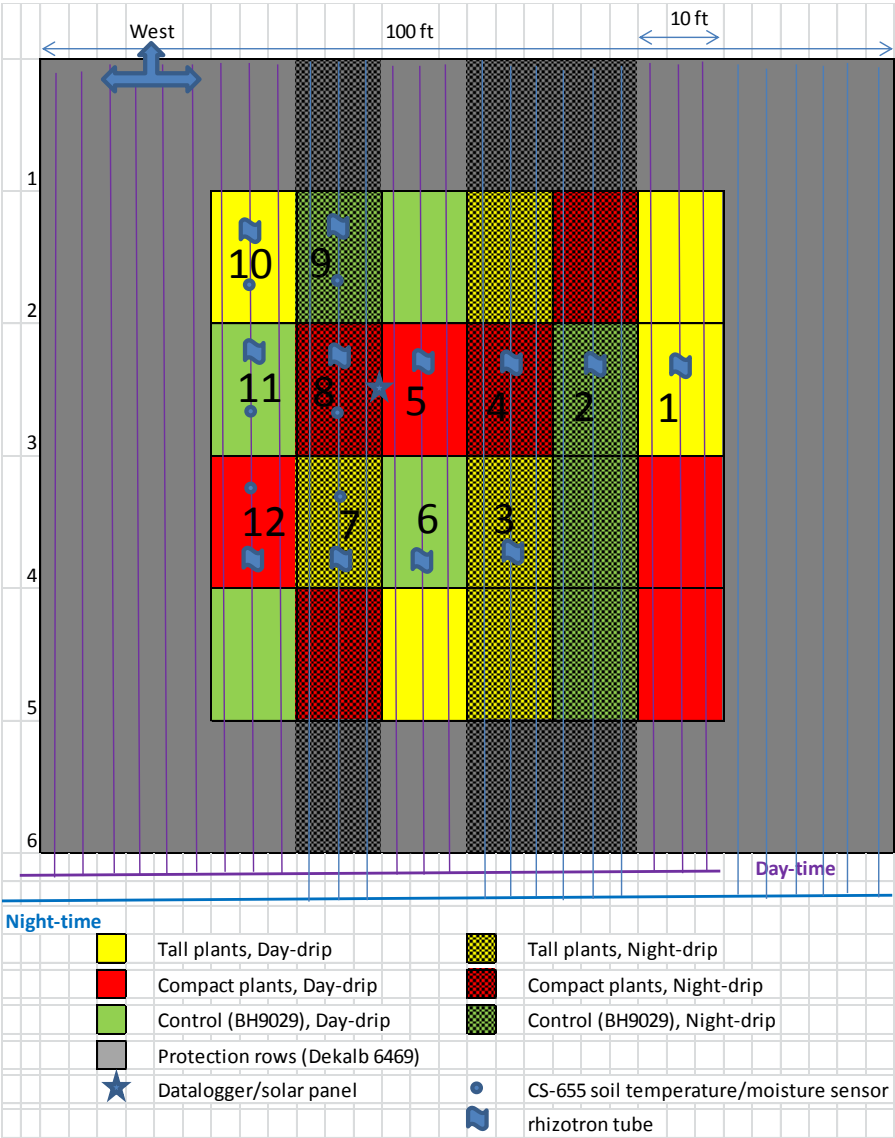 West 100 ft 10 ft
1
10 9
2
11 8 5 4 2 1
3
12 7 6 3
4
5
6
Day-time
Night-time
Tall plants, Day-drip Tall plants, Night-drip
Compact plants, Day-drip Compact plants, Night-drip
Control (BH9029), Day-drip Control (BH9029), Night-drip
Protection rows (Dekalb 6469)
Datalogger/solar panel CS-655 soil temperature/moisture sensor
rhizotron tube